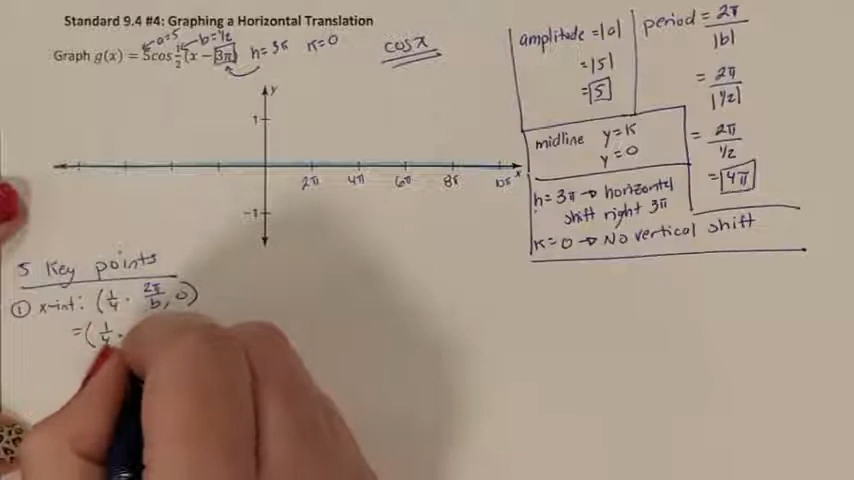 Standard 9.4 #4: Graphing a Horizontal Translation
a=5 b=1/2
Graph g(x) = 5cos 1/2 (x − 3π) h=3π K=0
cosx
amplitude = |a|
= |5|
= 5
period = 2π/|b|
= 2π/|1/2|
= 2π/1/2
= 4π
midline y=K
y=0
h=3π → horizontal
shift right 3π
K=0 → No vertical shift
y
1
2π 4π 6π 8π 10π x
−1
5 Key points
① x-int: (1/4 · 2π/b, 0)
=(1/4 ·